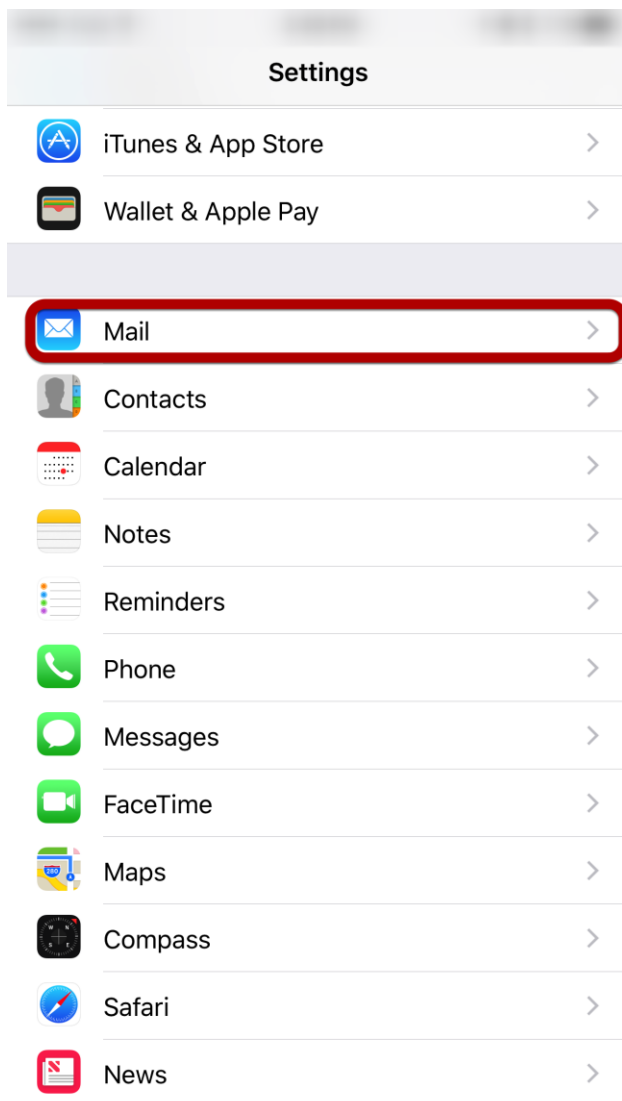 Settings
iTunes & App Store
Wallet & Apple Pay
Mail
Contacts
Calendar
Notes
Reminders
Phone
Messages
FaceTime
280
Maps
W N
S E
Compass
Safari
N
News